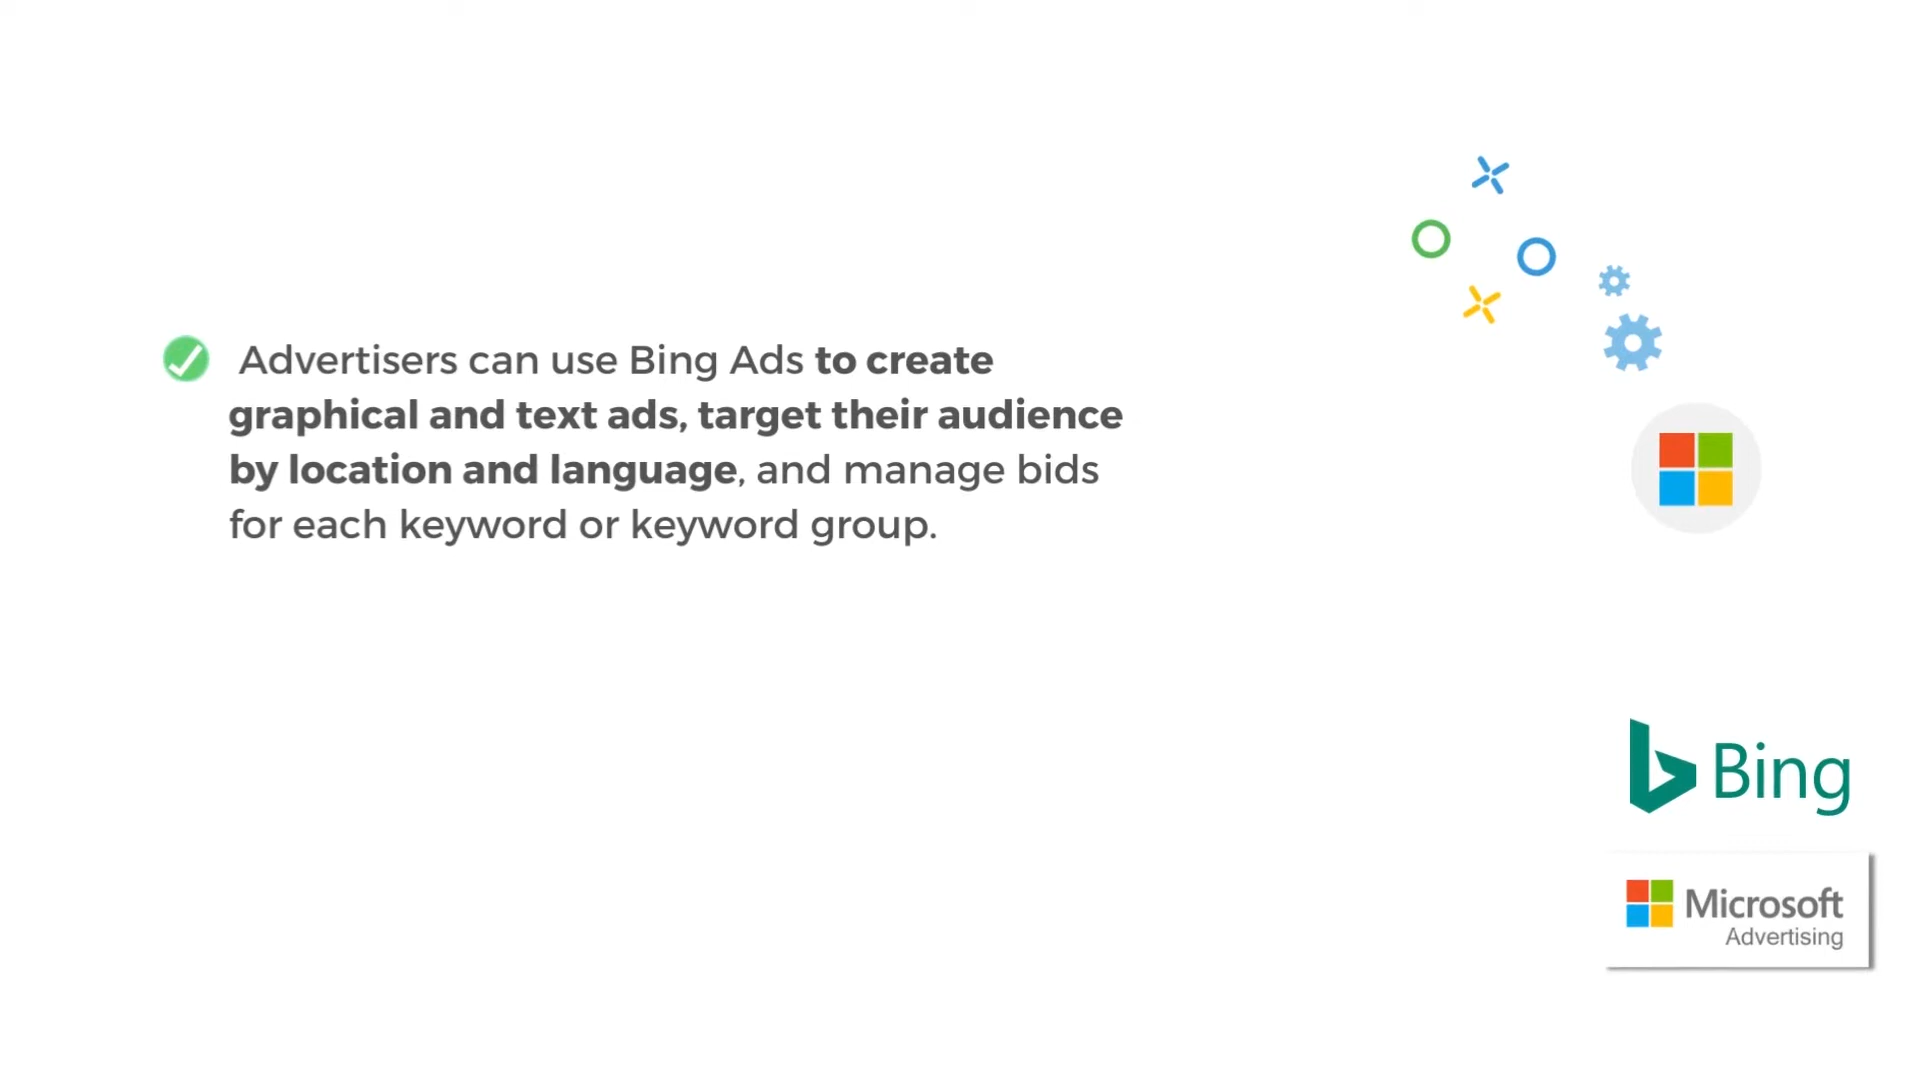 Advertisers can use Bing Ads to create
graphical and text ads, target their audience
by location and language, and manage bids
for each keyword or keyword group.
Bing
Microsoft
Advertising